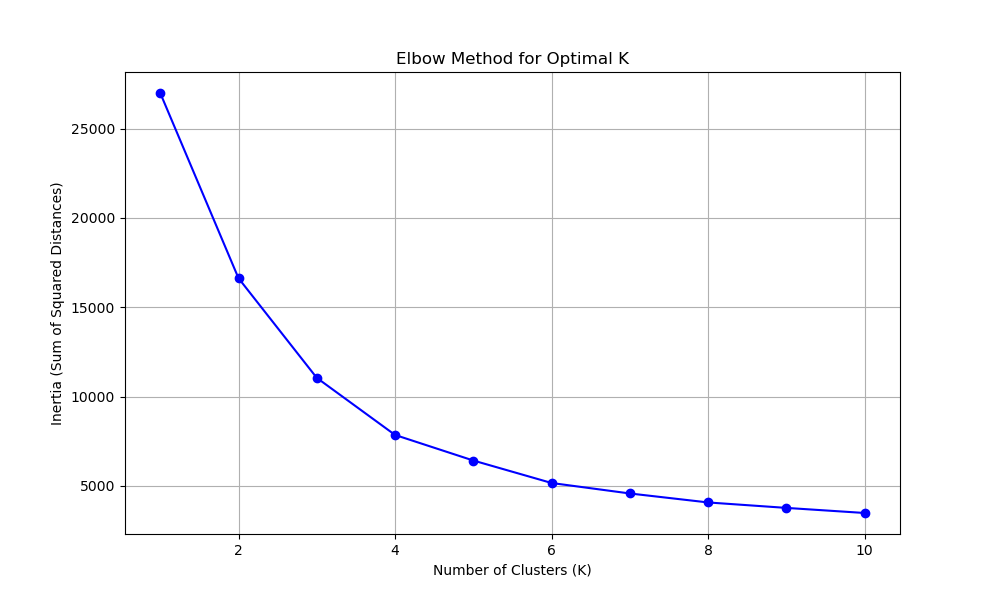 Elbow Method for Optimal K
25000
20000
15000
10000
5000
Inertia (Sum of Squared Distances)
2 4 6 8 10
Number of Clusters (K)